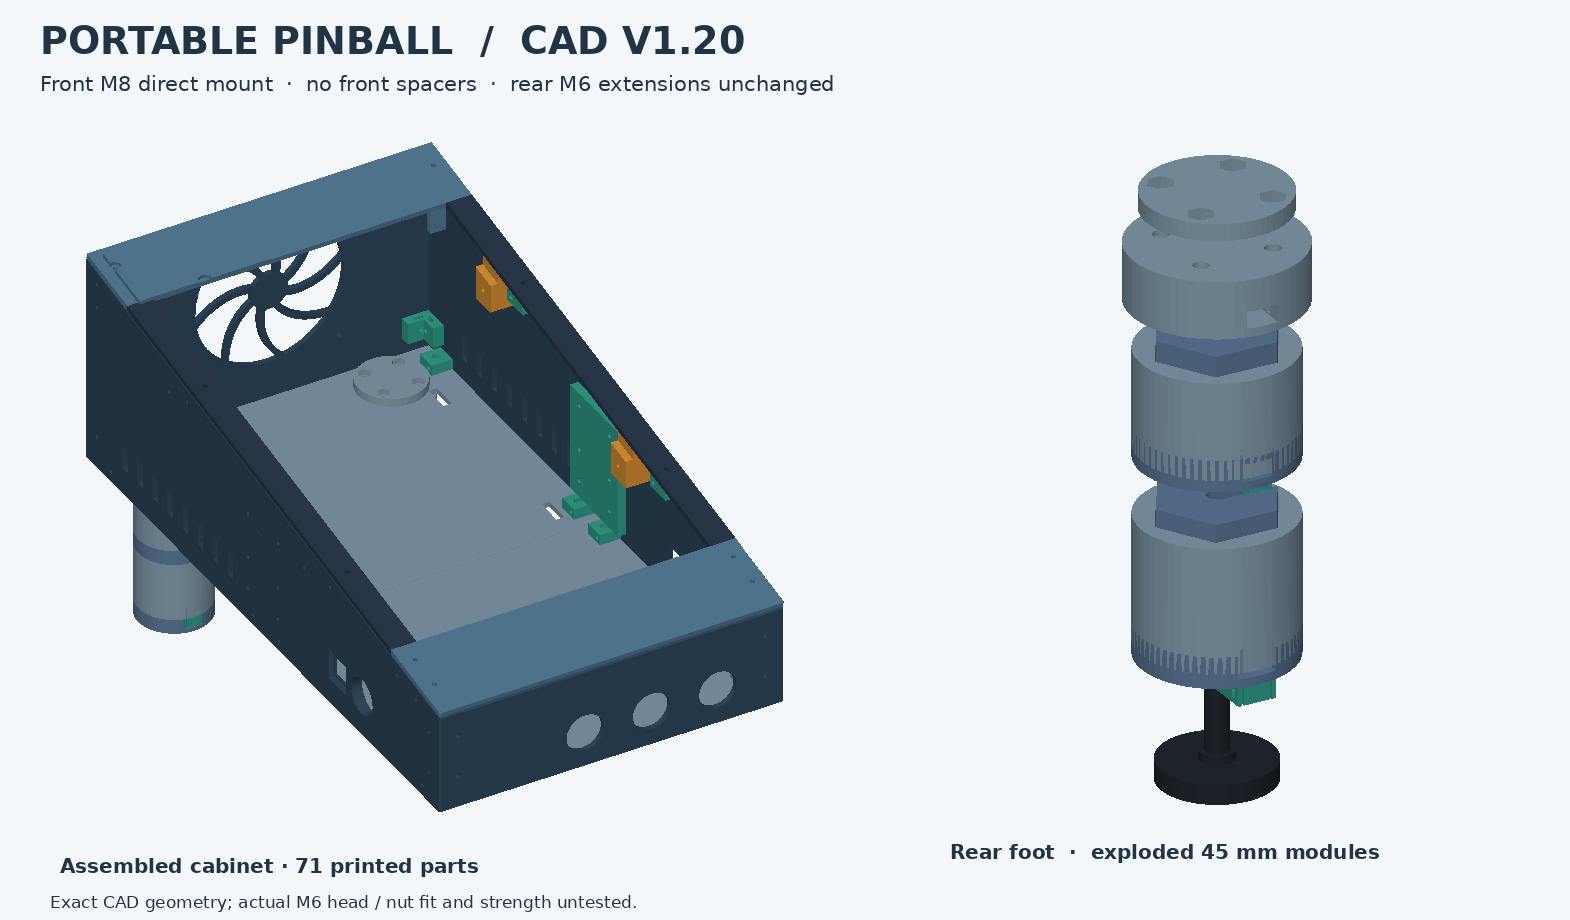 PORTABLE PINBALL / CAD V1.20
Front M8 direct mount · no front spacers · rear M6 extensions unchanged
Assembled cabinet · 71 printed parts
Rear foot · exploded 45 mm modules
Exact CAD geometry; actual M6 head / nut fit and strength untested.